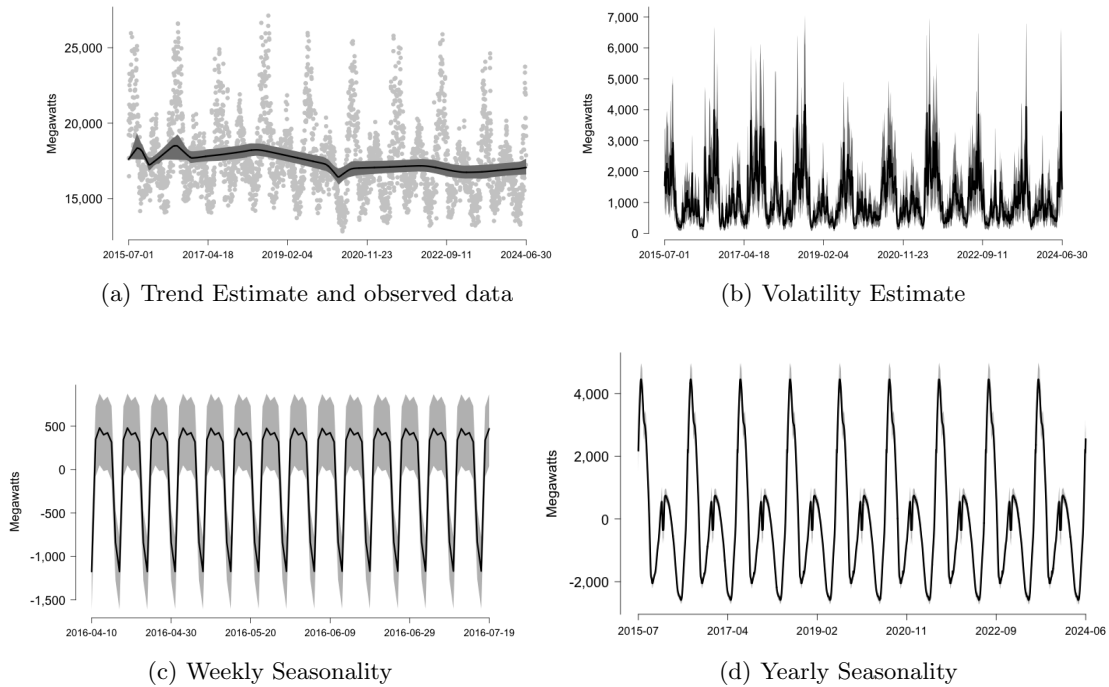 25,000
20,000
15,000
Megawatts
2015-07-01 2017-04-18 2019-02-04 2020-11-23 2022-09-11 2024-06-30
(a) Trend Estimate and observed data
7,000
6,000
5,000
4,000
3,000
2,000
1,000
0
Megawatts
2015-07-01 2017-04-18 2019-02-04 2020-11-23 2022-09-11 2024-06-30
(b) Volatility Estimate
500
0
-500
-1,000
-1,500
Megawatts
2016-04-10 2016-04-30 2016-05-20 2016-06-09 2016-06-29 2016-07-19
(c) Weekly Seasonality
4,000
2,000
0
-2,000
Megawatts
2015-07 2017-04 2019-02 2020-11 2022-09 2024-06
(d) Yearly Seasonality